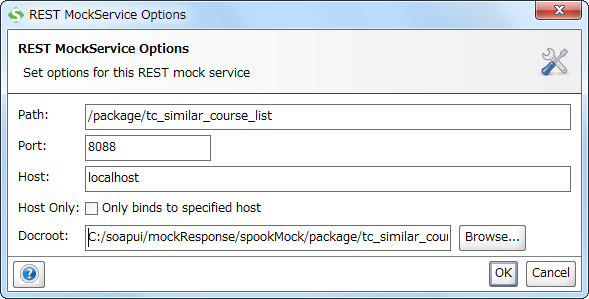 REST MockService Options
REST MockService Options
Set options for this REST mock service
Path: /package/tc_similar_course_list
Port: 8088
Host: localhost
Host Only: Only binds to specified host
Docroot: C:/soapui/mockResponse/spookMock/package/tc_similar_cou Browse...
OK Cancel